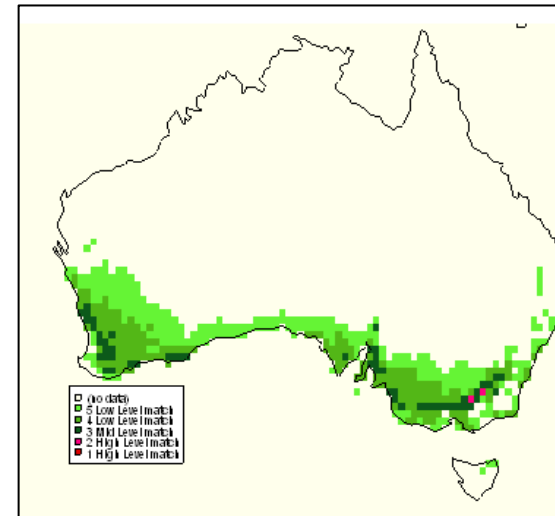 (no data)
5 Low Level match
4 Low Level match
3 Mid Level match
2 High Level match
1 High Level match